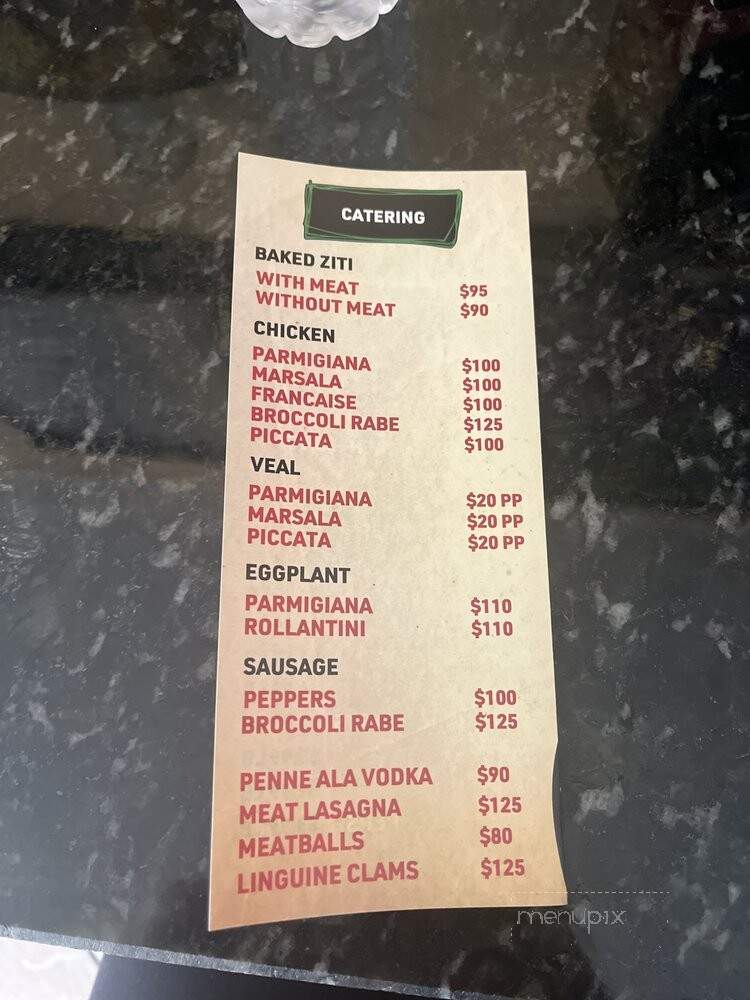 CATERING
BAKED ZITI
WITH MEAT $95
WITHOUT MEAT $90
CHICKEN
PARMIGIANA $100
MARSALA $100
FRANCAISE $100
BROCCOLI RABE $125
PICCATA $100
VEAL
PARMIGIANA $20 PP
MARSALA $20 PP
PICCATA $20 PP
EGGPLANT
PARMIGIANA $110
ROLLANTINI $110
SAUSAGE
PEPPERS $100
BROCCOLI RABE $125
PENNE ALA VODKA $90
MEAT LASAGNA $125
MEATBALLS $80
LINGUINE CLAMS $125
menupix